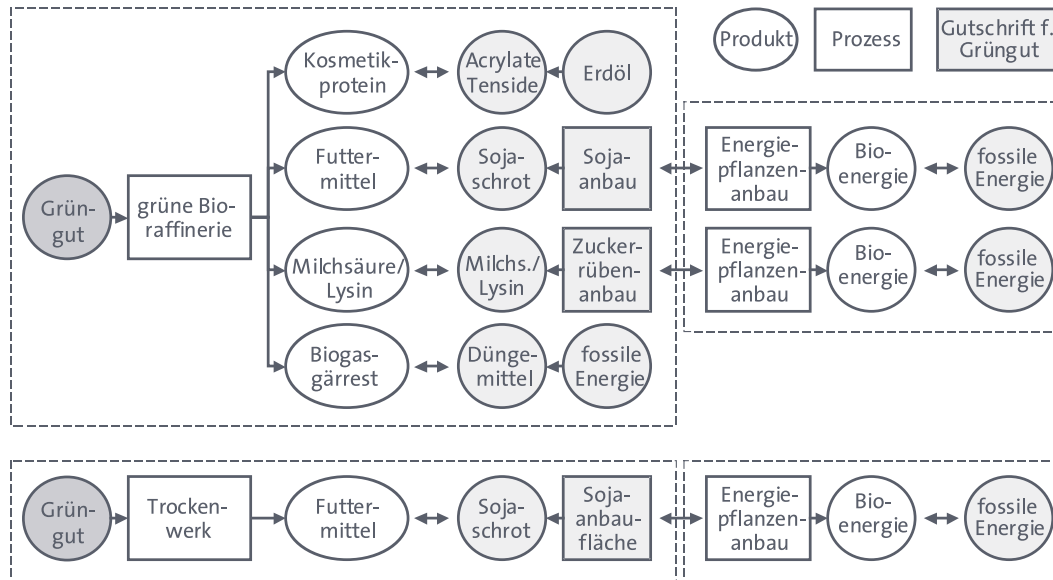 Produkt
Prozess
Gutschrift f.
Grüngut
Grün-
gut
grüne Bio-
raffinerie
Kosmetik-
protein
Acrylate
Tenside
Erdöl
Futter-
mittel
Soja-
schrot
Soja-
anbau
Energie-
pflanzen-
anbau
Bio-
energie
fossile
Energie
Milchsäure/
Lysin
Milchs./
Lysin
Zucker-
rüben-
anbau
Energie-
pflanzen-
anbau
Bio-
energie
fossile
Energie
Biogas-
gärrest
Dünge-
mittel
fossile
Energie
Grün-
gut
Trocken-
werk
Futter-
mittel
Soja-
schrot
Soja-
anbau-
fläche
Energie-
pflanzen-
anbau
Bio-
energie
fossile
Energie